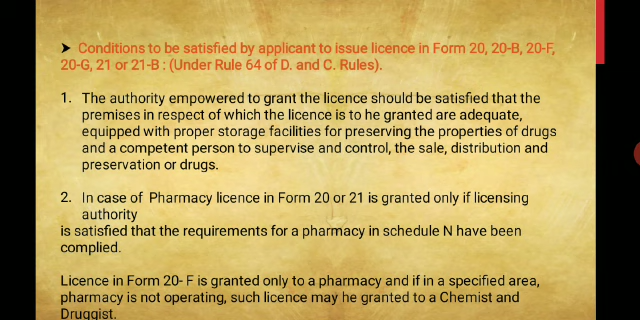 ➤ Conditions to be satisfied by applicant to issue licence in Form 20, 20-B, 20-F,
20-G, 21 or 21-B : (Under Rule 64 of D. and C. Rules).
1. The authority empowered to grant the licence should be satisfied that the
premises in respect of which the licence is to he granted are adequate,
equipped with proper storage facilities for preserving the properties of drugs
and a competent person to supervise and control, the sale, distribution and
preservation or drugs.
2. In case of Pharmacy licence in Form 20 or 21 is granted only if licensing
authority
is satisfied that the requirements for a pharmacy in schedule N have been
complied.
Licence in Form 20- F is granted only to a pharmacy and if in a specified area,
pharmacy is not operating, such licence may he granted to a Chemist and
Druggist.